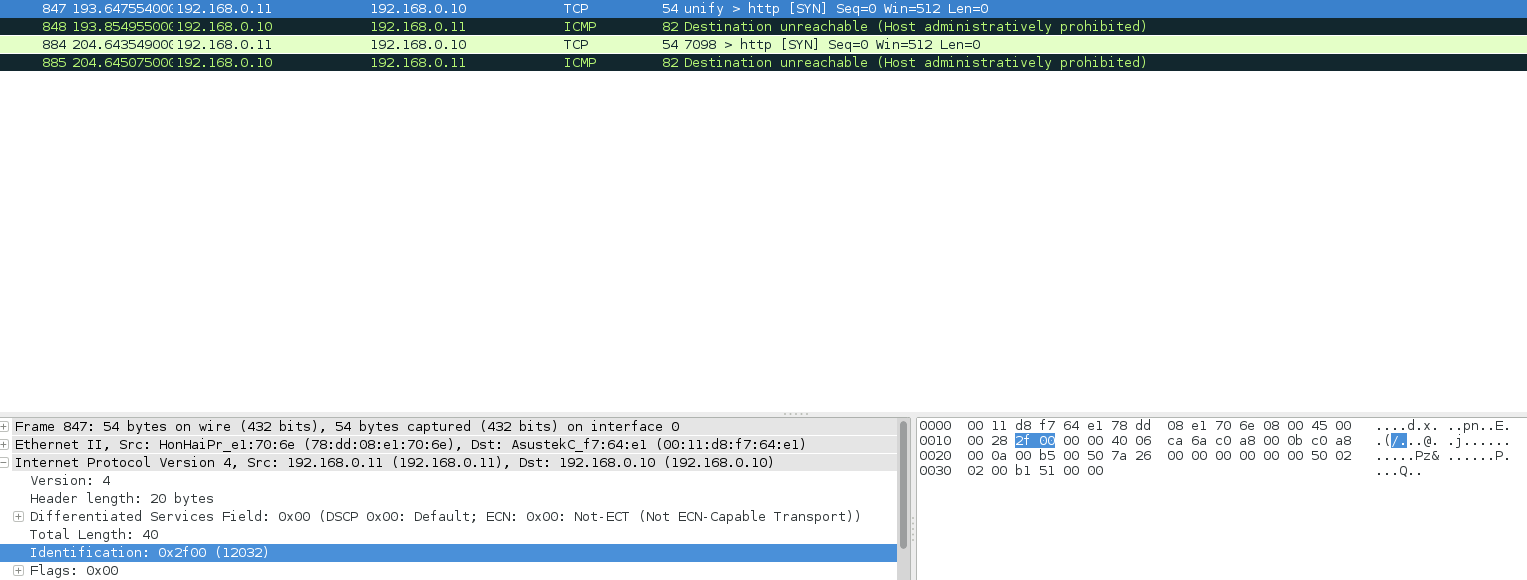 847 193.647554000 192.168.0.11 192.168.0.10 TCP 54 unify > http [SYN] Seq=0 Win=512 Len=0
848 193.854955000 192.168.0.10 192.168.0.11 ICMP 82 Destination unreachable (Host administratively prohibited)
884 204.643549000 192.168.0.11 192.168.0.10 TCP 54 7098 > http [SYN] Seq=0 Win=512 Len=0
885 204.645075000 192.168.0.10 192.168.0.11 ICMP 82 Destination unreachable (Host administratively prohibited)
Frame 847: 54 bytes on wire (432 bits), 54 bytes captured (432 bits) on interface 0
Ethernet II, Src: HonHaiPr_e1:70:6e (78:dd:08:e1:70:6e), Dst: AsustekC_f7:64:e1 (00:11:d8:f7:64:e1)
Internet Protocol Version 4, Src: 192.168.0.11 (192.168.0.11), Dst: 192.168.0.10 (192.168.0.10)
Version: 4
Header length: 20 bytes
Differentiated Services Field: 0x00 (DSCP 0x00: Default; ECN: 0x00: Not-ECT (Not ECN-Capable Transport))
Total Length: 40
Identification: 0x2f00 (12032)
Flags: 0x00
0000 00 11 d8 f7 64 e1 78 dd 08 e1 70 6e 08 00 45 00 ....d.x. ..pn..E.
0010 00 28 2f 00 00 00 40 06 ca 6a c0 a8 00 0b c0 a8 .(/...@. .j......
0020 00 0a 00 b5 00 50 7a 26 00 00 00 00 00 00 50 02 .....Pz& ......P.
0030 02 00 b1 51 00 00 ...Q..